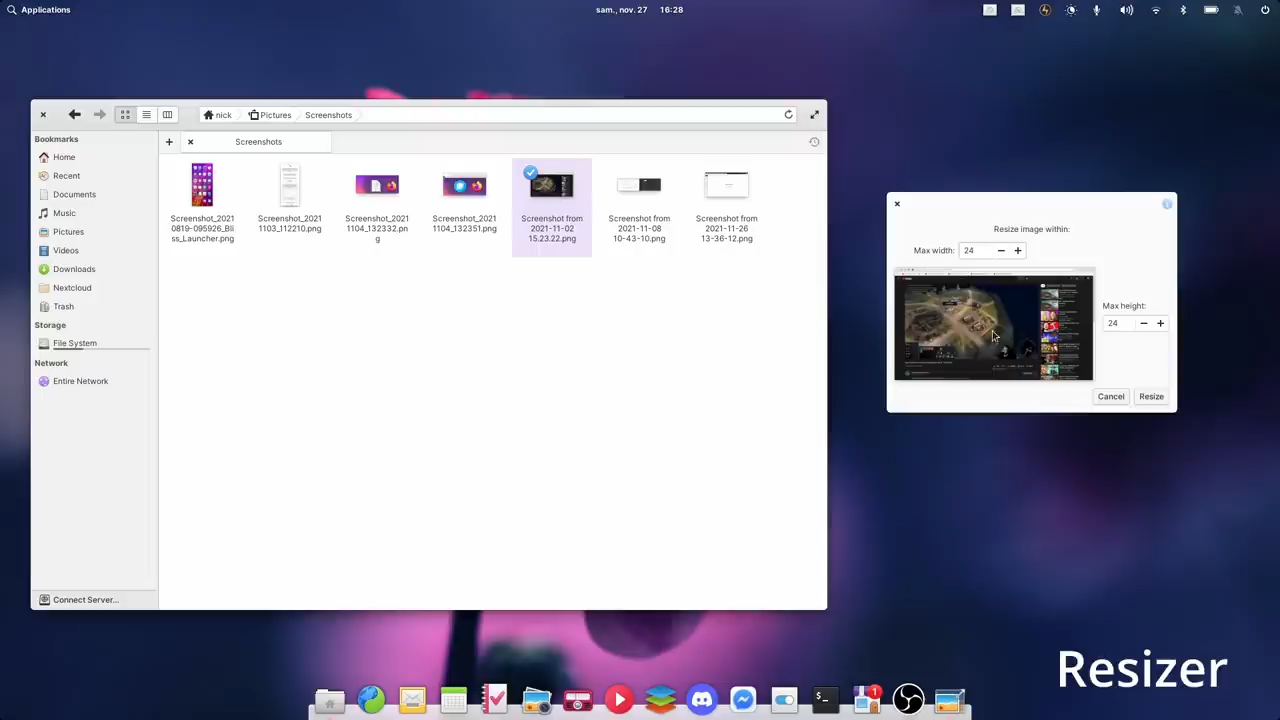 Applications
sam., nov. 27 16:28
nick Pictures Screenshots
Bookmarks
Home
Recent
Documents
Music
Pictures
Videos
Downloads
Nextcloud
Trash
Storage
File System
Network
Entire Network
Connect Server...
Screenshots
Screenshot_2021
0819-095926_Bli
ss_Launcher.png
Screenshot_2021
1103_112210.png
Screenshot_2021
1104_132332.pn
g
Screenshot_2021
1104_132351.png
Screenshot from
2021-11-02
15.23.22.png
Screenshot from
2021-11-08
10-43-10.png
Screenshot from
2021-11-26
13-36-12.png
Resize image within:
Max width: 24
Max height:
24
Cancel Resize
Resizer
1